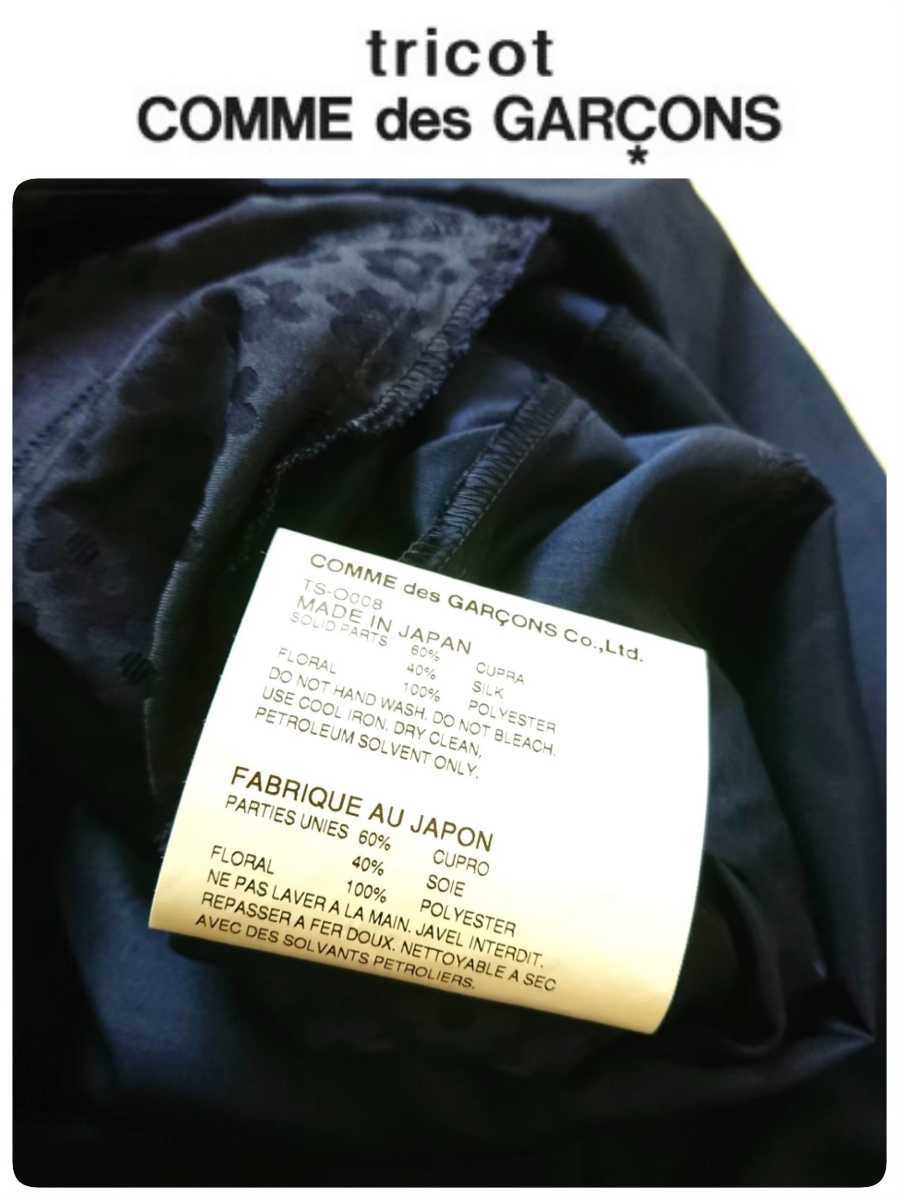 tricot
COMME des GARÇONS
*
COMME des GARÇONS Co.,Ltd.
TS-O008
MADE IN JAPAN
SOLID PARTS 60% CUPRA
40% SILK
FLORAL 100% POLYESTER
DO NOT HAND WASH. DO NOT BLEACH.
USE COOL IRON. DRY CLEAN,
PETROLEUM SOLVENT ONLY.
FABRIQUE AU JAPON
PARTIES UNIES 60% CUPRO
40% SOIE
FLORAL 100% POLYESTER
NE PAS LAVER A LA MAIN. JAVEL INTERDIT.
REPASSER A FER DOUX. NETTOYABLE A SEC
AVEC DES SOLVANTS PETROLIERS.